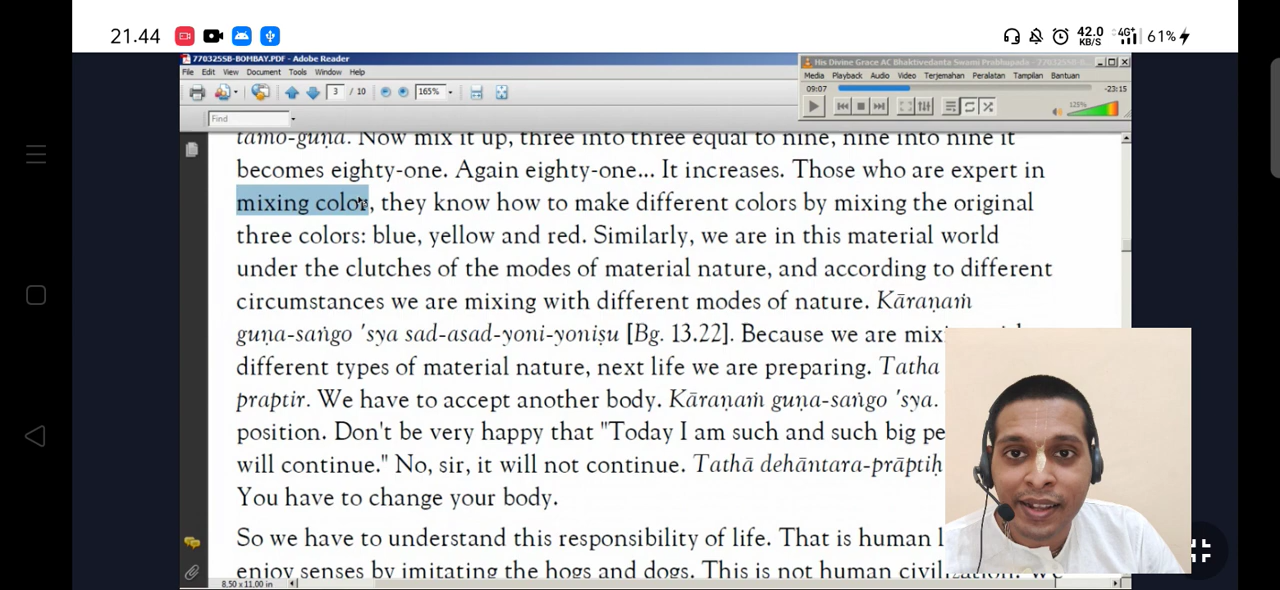 21.44
42.0 KB/S 4G+ 61%
770325SB-BOMBAY.PDF - Adobe Reader
File Edit View Document Tools Window Help
3 / 10 165%
Find
His Divine Grace AC Bhaktivedanta Swami Prabhupada - 770325SB-B...
Media Playback Audio Video Terjemahan Peralatan Tampilan Bantuan
09:07 -23:15
125%
tamo-guṇa. Now mix it up, three into three equal to nine, nine into nine it
becomes eighty-one. Again eighty-one... It increases. Those who are expert in
mixing color, they know how to make different colors by mixing the original
three colors: blue, yellow and red. Similarly, we are in this material world
under the clutches of the modes of material nature, and according to different
circumstances we are mixing with different modes of nature. Kāraṇaṁ
guṇa-saṅgo 'sya sad-asad-yoni-yoniṣu [Bg. 13.22]. Because we are mixi
different types of material nature, next life we are preparing. Tatha
praptir. We have to accept another body. Kāraṇaṁ guṇa-saṅgo 'sya.
position. Don't be very happy that "Today I am such and such big pe
will continue." No, sir, it will not continue. Tathā dehāntara-prāptiḥ
You have to change your body.
So we have to understand this responsibility of life. That is human l
enjoy senses by imitating the hogs and dogs. This is not human civilization. We
8,50 x 11,00 in